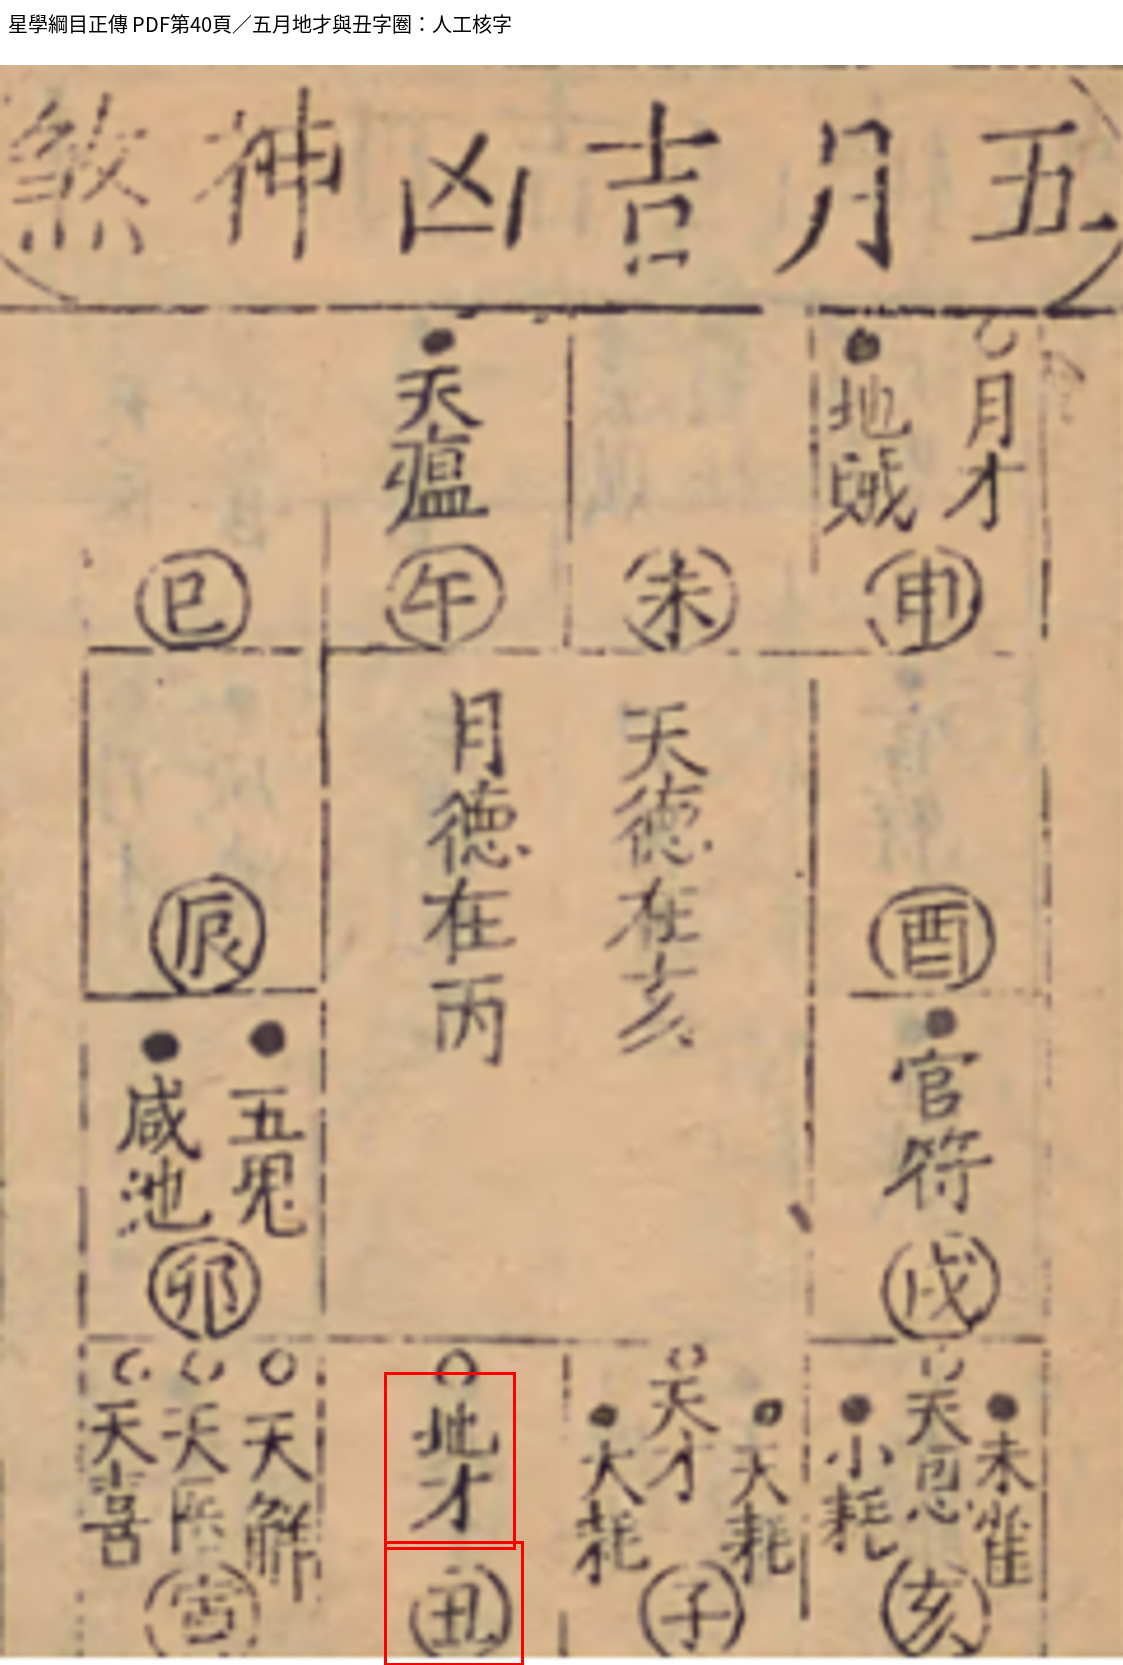 星學綱目正傳 PDF第40頁／五月地才與丑字圈：人工核字
五月吉凶神煞
月才
地賊
申
未
天瘟
午
巳
酉
辰
天德在亥
月德在丙
官符
戌
五鬼
咸池
卯
朱雀
天恩
小耗
亥
天耗
天才
大耗
子
地才
丑
天解
天医
天喜
寅